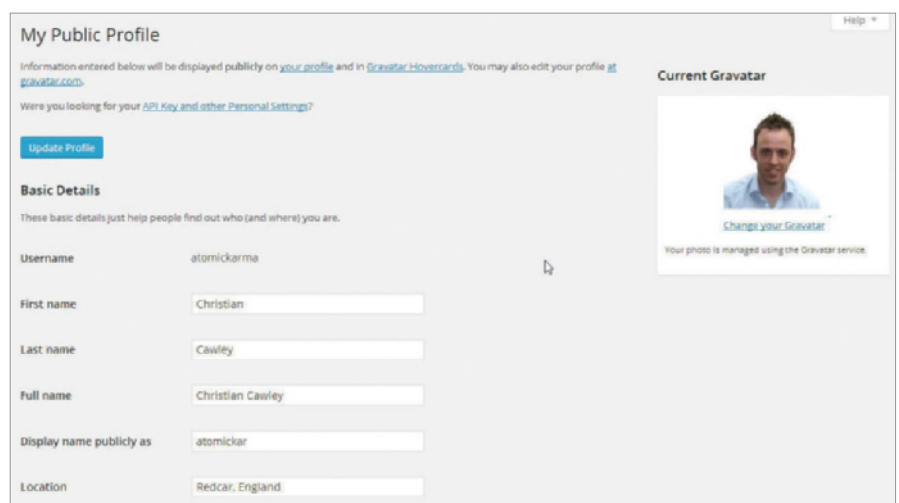 Help
My Public Profile
Information entered below will be displayed publicly on your profile and in Gravatar Hovercards. You may also edit your profile at
gravatar.com.
Were you looking for your API Key and other Personal Settings?
Update Profile
Basic Details
These basic details just help people find out who (and where) you are.
Username atomickarma
First name Christian
Last name Cawley
Full name Christian Cawley
Display name publicly as atomickar
Location Redcar, England
Current Gravatar
Change your Gravatar
Your photo is managed using the Gravatar service.